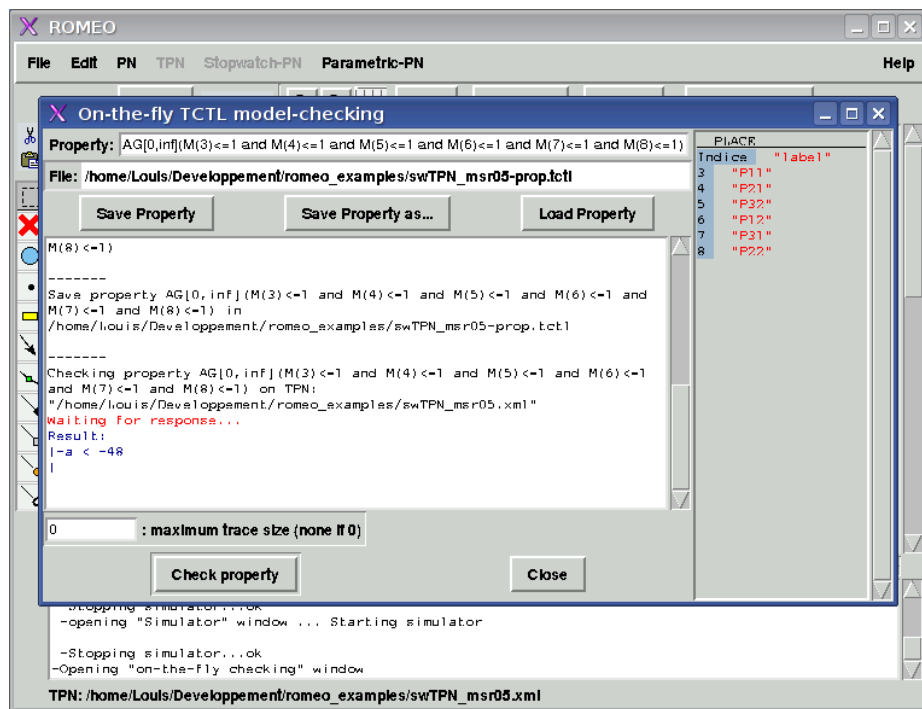 ROMEO
File Edit PN TPN Stopwatch-PN Parametric-PN Help
On-the-fly TCTL model-checking
Property: AG[0,inf](M(3)<=1 and M(4)<=1 and M(5)<=1 and M(6)<=1 and M(7)<=1 and M(8)<=1)
File: /home/Louis/Developpement/romeo_examples/swTPN_msr05-prop.tctl
Save Property Save Property as... Load Property
PLACE
Indice "label"
3 "P11"
4 "P21"
5 "P32"
6 "P12"
7 "P31"
8 "P22"
M(8)<=1)
-------
Save property AG[0,inf](M(3)<=1 and M(4)<=1 and M(5)<=1 and M(6)<=1 and
M(7)<=1 and M(8)<=1) in
/home/Louis/Developpement/romeo_examples/swTPN_msr05-prop.tctl
-------
Checking property AG[0,inf](M(3)<=1 and M(4)<=1 and M(5)<=1 and M(6)<=1
and M(7)<=1 and M(8)<=1) on TPN:
"/home/Louis/Developpement/romeo_examples/swTPN_msr05.xml"
Waiting for response...
Result:
|-a < -48
|
0 : maximum trace size (none if 0)
Check property Close
-Stopping simulator...ok
-opening "Simulator" window ... Starting simulator
-Stopping simulator...ok
-Opening "on-the-fly checking" window
TPN: /home/Louis/Developpement/romeo_examples/swTPN_msr05.xml